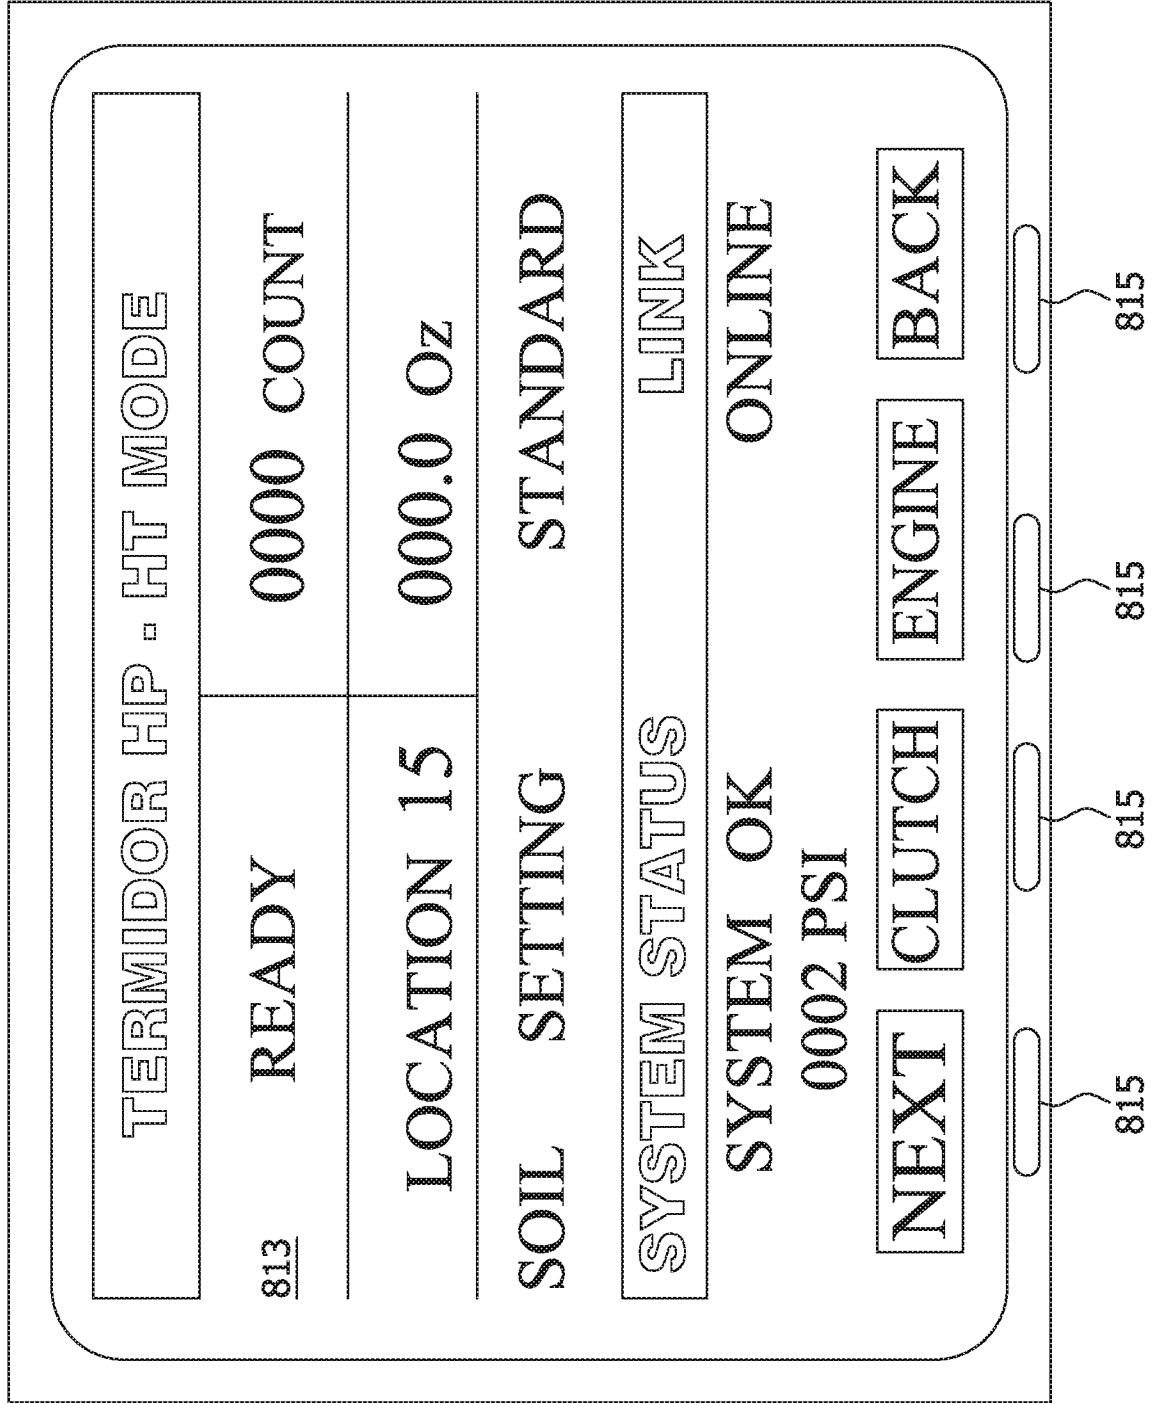 TERMIDOR HP - HT MODE
813 READY 0000 COUNT
LOCATION 15 000.0 Oz
SOIL SETTING STANDARD
SYSTEM STATUS LINK
SYSTEM OK ONLINE
0002 PSI
NEXT CLUTCH ENGINE BACK
815 815 815 815